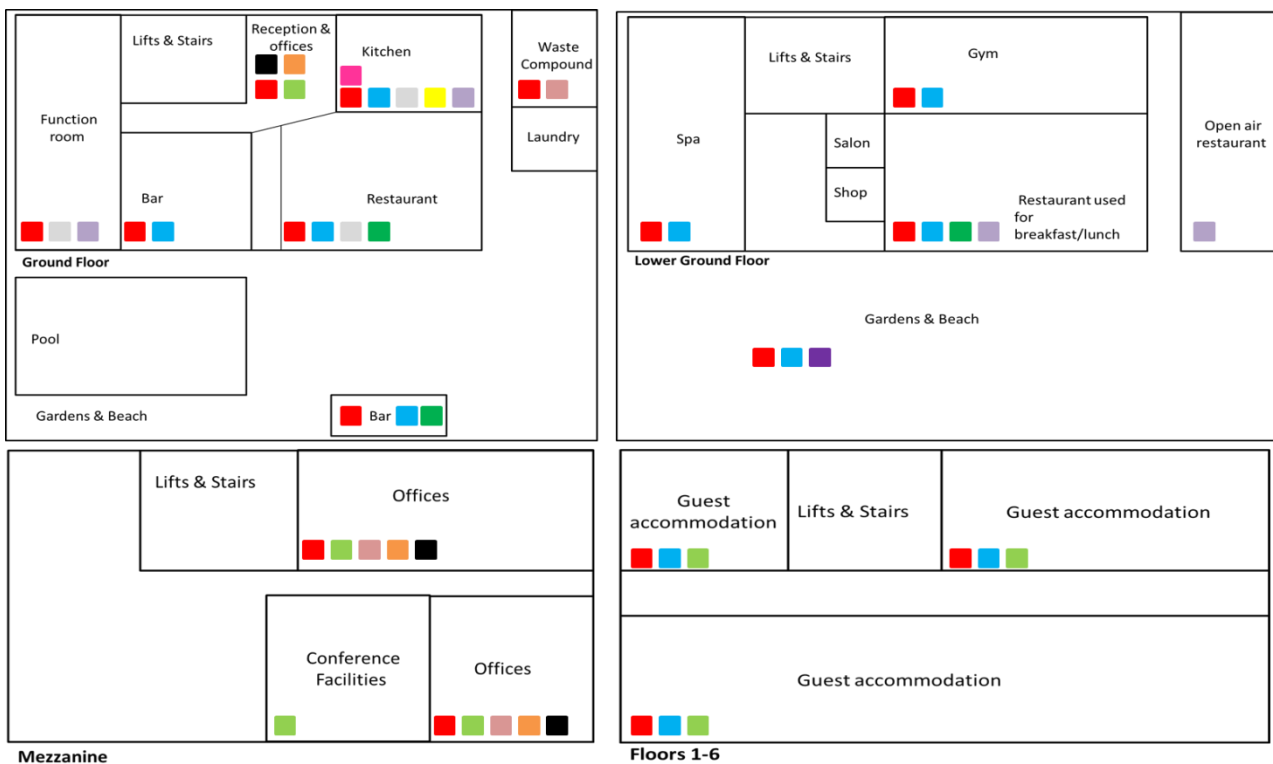 Lifts & Stairs
Reception &
offices
Kitchen
Waste
Compound
Function
room
Laundry
Bar
Restaurant
Ground Floor
Pool
Gardens & Beach
Bar
Lifts & Stairs
Gym
Spa
Salon
Open air
restaurant
Shop
Restaurant used
for
breakfast/lunch
Lower Ground Floor
Gardens & Beach
Lifts & Stairs
Offices
Conference
Facilities
Offices
Mezzanine
Guest
accommodation
Lifts & Stairs
Guest accommodation
Guest accommodation
Floors 1-6